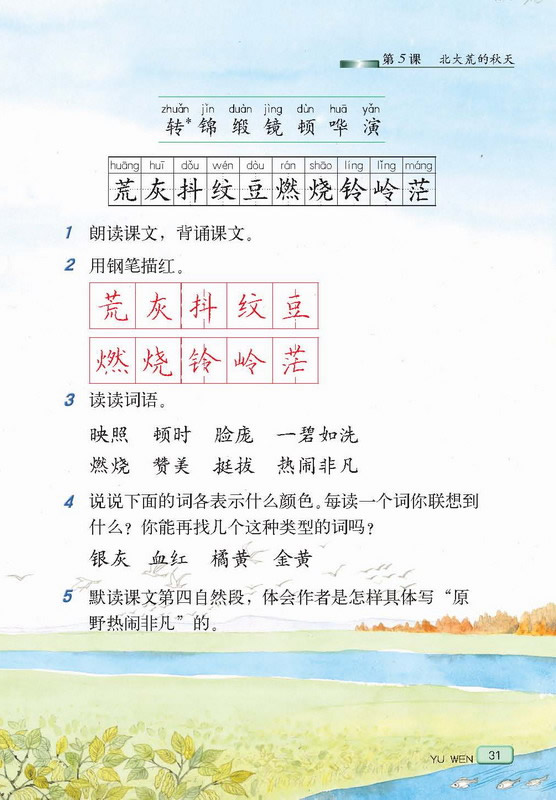 第5课 北大荒的秋天
zhuǎn jǐn duàn jìng dùn huā yǎn
转* 锦 缎 镜 顿 哗 演
huāng huī dǒu wén dòu rán shāo líng lǐng máng
荒 灰 抖 纹 豆 燃 烧 铃 岭 茫
1 朗读课文，背诵课文。
2 用钢笔描红。
荒 灰 抖 纹 豆
燃 烧 铃 岭 茫
3 读读词语。
映照 顿时 脸庞 一碧如洗
燃烧 赞美 挺拔 热闹非凡
4 说说下面的词各表示什么颜色。每读一个词你联想到
什么？你能再找几个这种类型的词吗？
银灰 血红 橘黄 金黄
5 默读课文第四自然段，体会作者是怎样具体写“原
野热闹非凡”的。
YU WEN 31